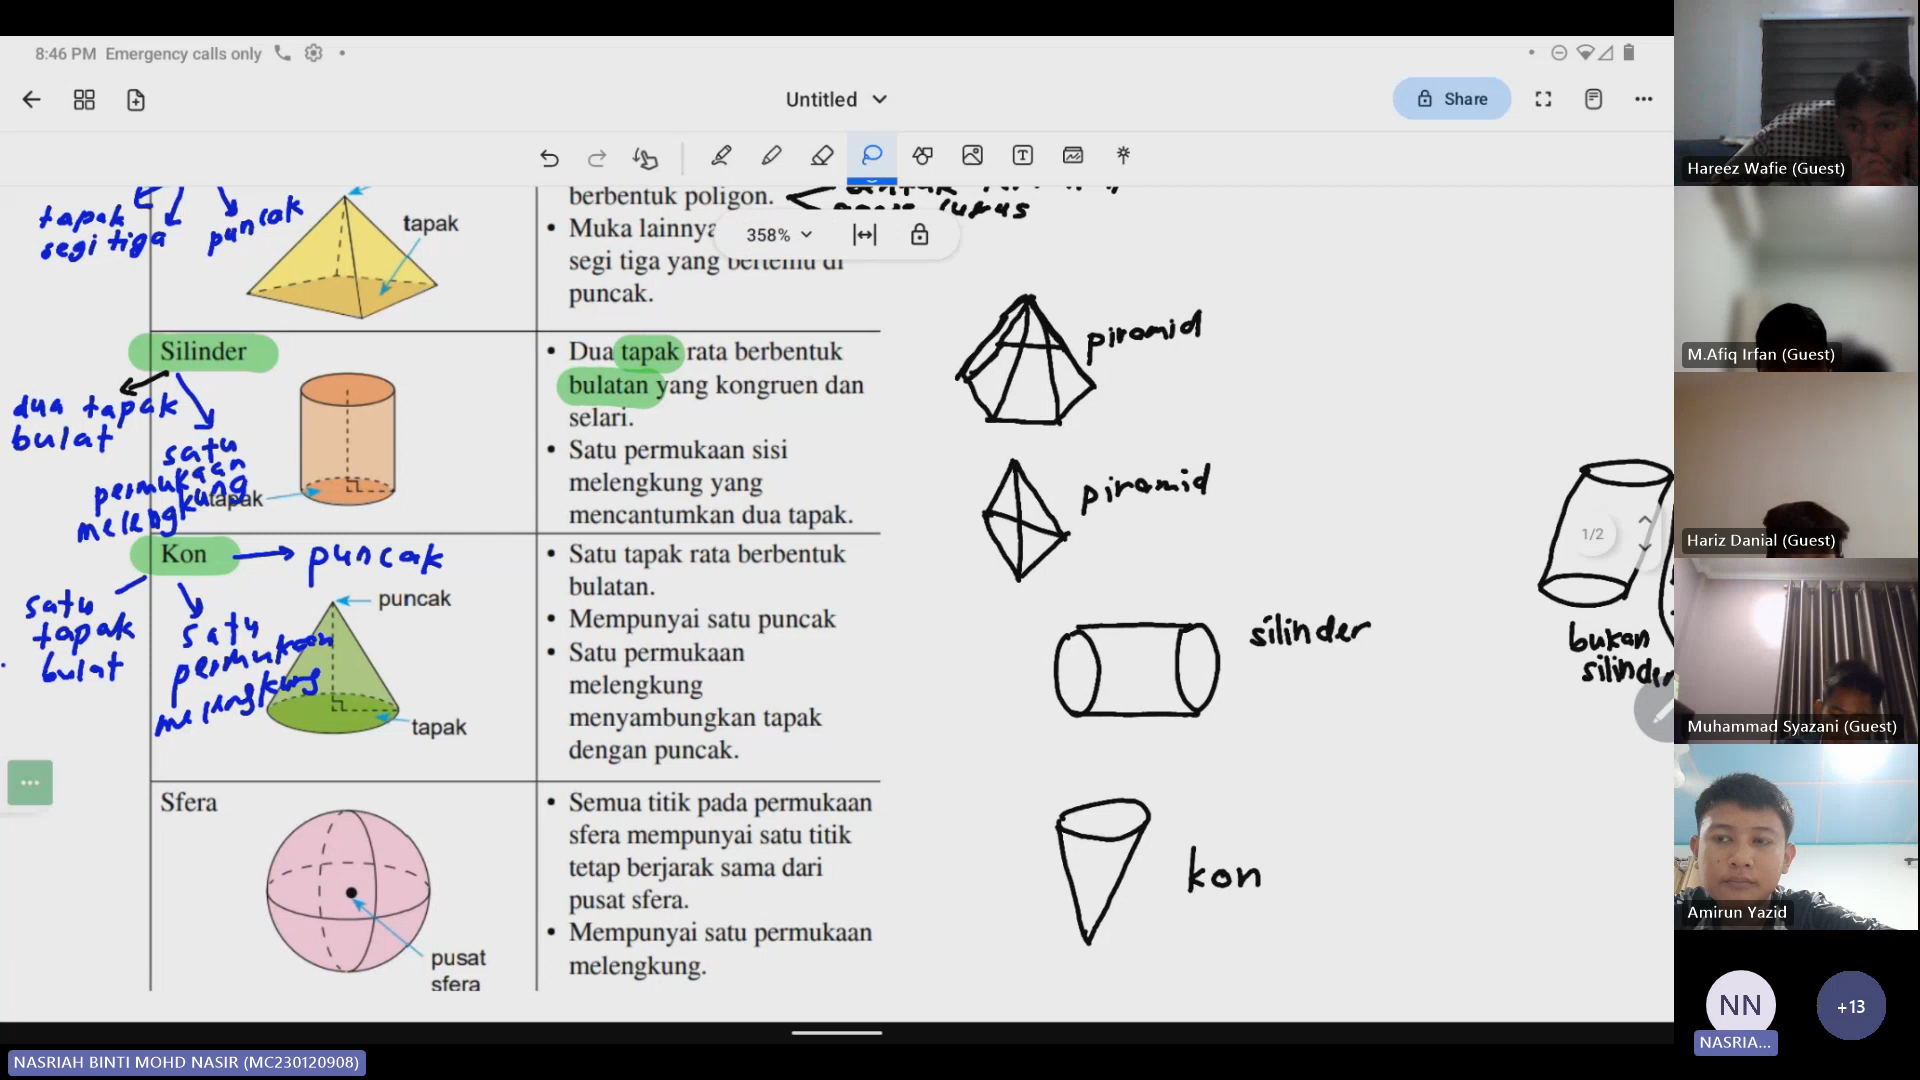 8:46 PM Emergency calls only
Untitled
Share
358%
tapak
segi tiga
puncak
tapak
berbentuk poligon.
lurus
• Muka lainnya
segi tiga yang bertemu di
puncak.
piramid
Silinder
dua tapak
bulat
satu
permukaan
melengkung
tapak
• Dua tapak rata berbentuk
bulatan yang kongruen dan
selari.
• Satu permukaan sisi
melengkung yang
mencantumkan dua tapak.
piramid
Kon
puncak
puncak
satu
tapak
bulat
satu
permukaan
melengkung
tapak
• Satu tapak rata berbentuk
bulatan.
• Mempunyai satu puncak
• Satu permukaan
melengkung
menyambungkan tapak
dengan puncak.
silinder
1/2
bukan
silinder
Sfera
pusat
sfera
• Semua titik pada permukaan
sfera mempunyai satu titik
tetap berjarak sama dari
pusat sfera.
• Mempunyai satu permukaan
melengkung.
kon
Hareez Wafie (Guest)
M.Afiq Irfan (Guest)
Hariz Danial (Guest)
Muhammad Syazani (Guest)
Amirun Yazid
NN
NASRIA...
+13
NASRIAH BINTI MOHD NASIR (MC230120908)